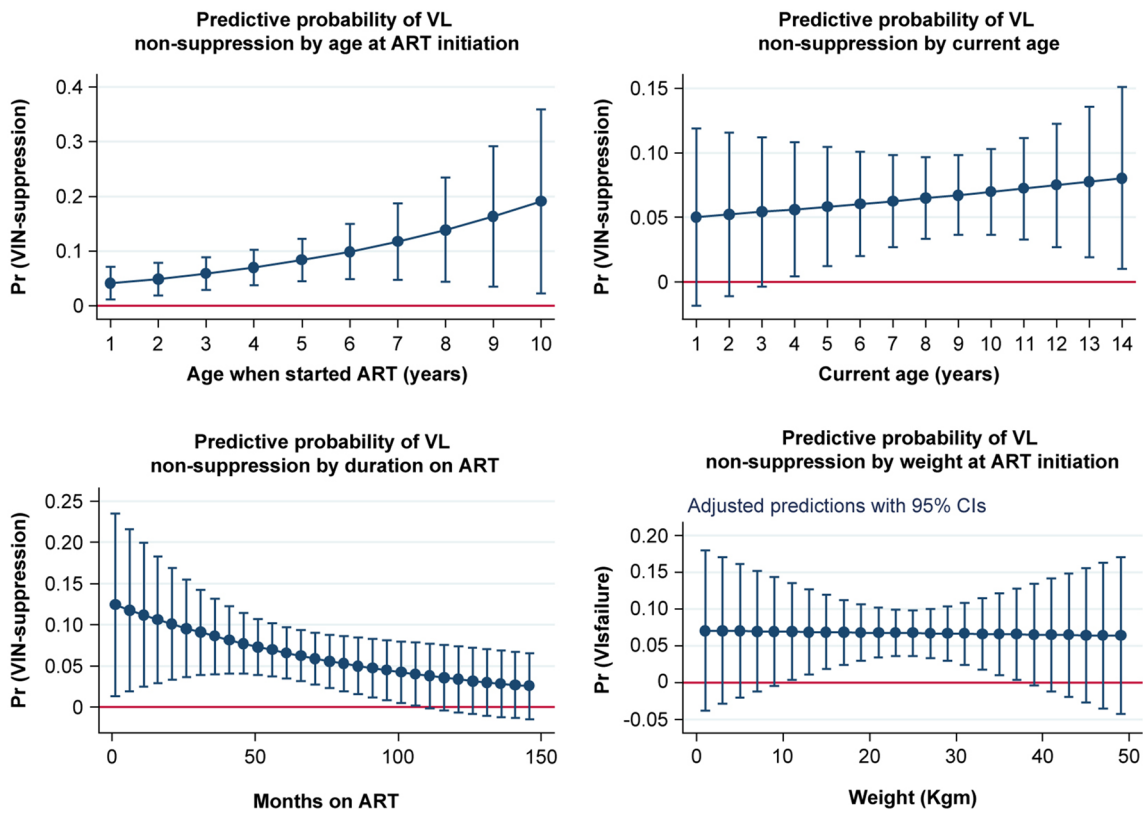 Predictive probability of VL
non-suppression by age at ART initiation
Pr (VIN-suppression)
0.4
0.3
0.2
0.1
0
1 2 3 4 5 6 7 8 9 10
Age when started ART (years)
Predictive probability of VL
non-suppression by current age
Pr (VIN-suppression)
0.15
0.10
0.05
0
1 2 3 4 5 6 7 8 9 10 11 12 13 14
Current age (years)
Predictive probability of VL
non-suppression by duration on ART
Pr (VIN-suppression)
0.25
0.20
0.15
0.10
0.05
0
0 50 100 150
Months on ART
Predictive probability of VL
non-suppression by weight at ART initiation
Adjusted predictions with 95% CIs
Pr (VIsfailure)
0.20
0.15
0.10
0.05
0
-0.05
0 10 20 30 40 50
Weight (Kgm)